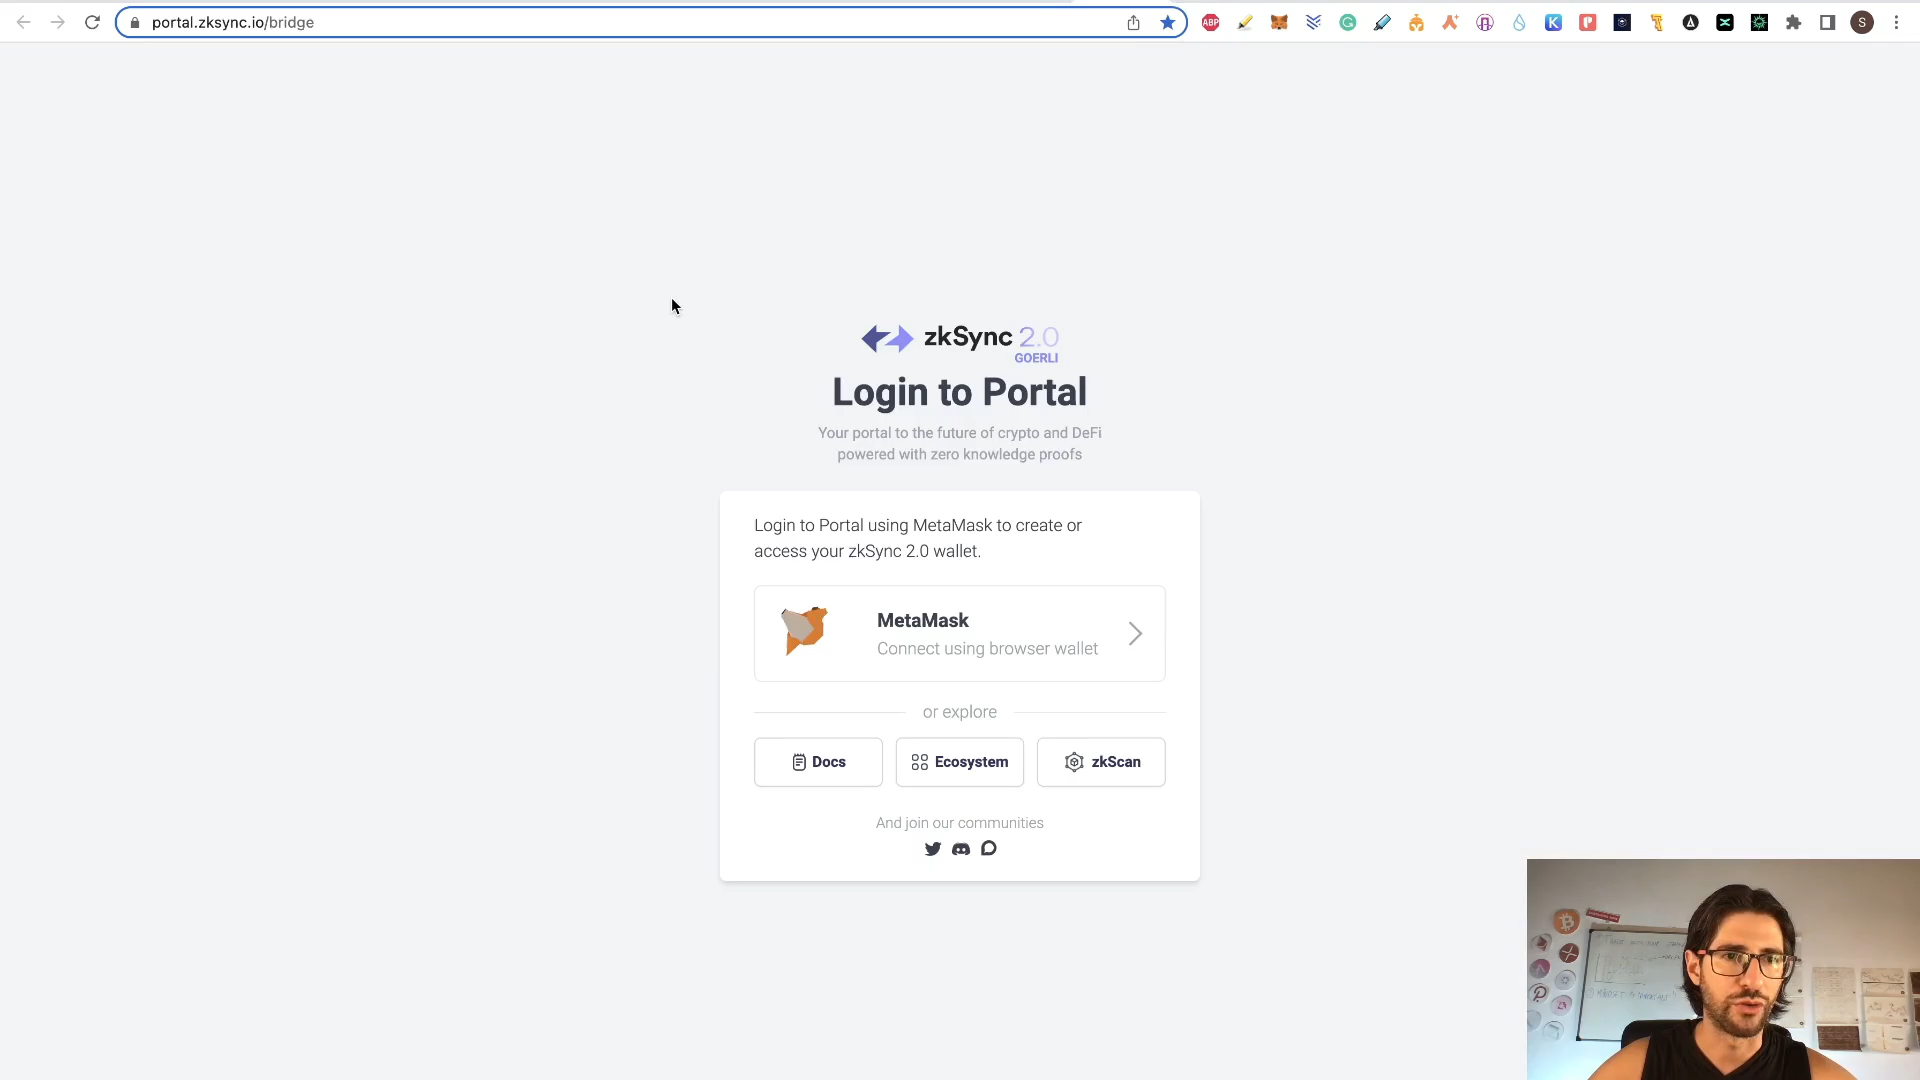 portal.zksync.io/bridge
ABP
S
zkSync 2.0
GOERLI
Login to Portal
Your portal to the future of crypto and DeFi
powered with zero knowledge proofs
Login to Portal using MetaMask to create or
access your zkSync 2.0 wallet.
MetaMask
Connect using browser wallet
or explore
Docs
Ecosystem
zkScan
And join our communities